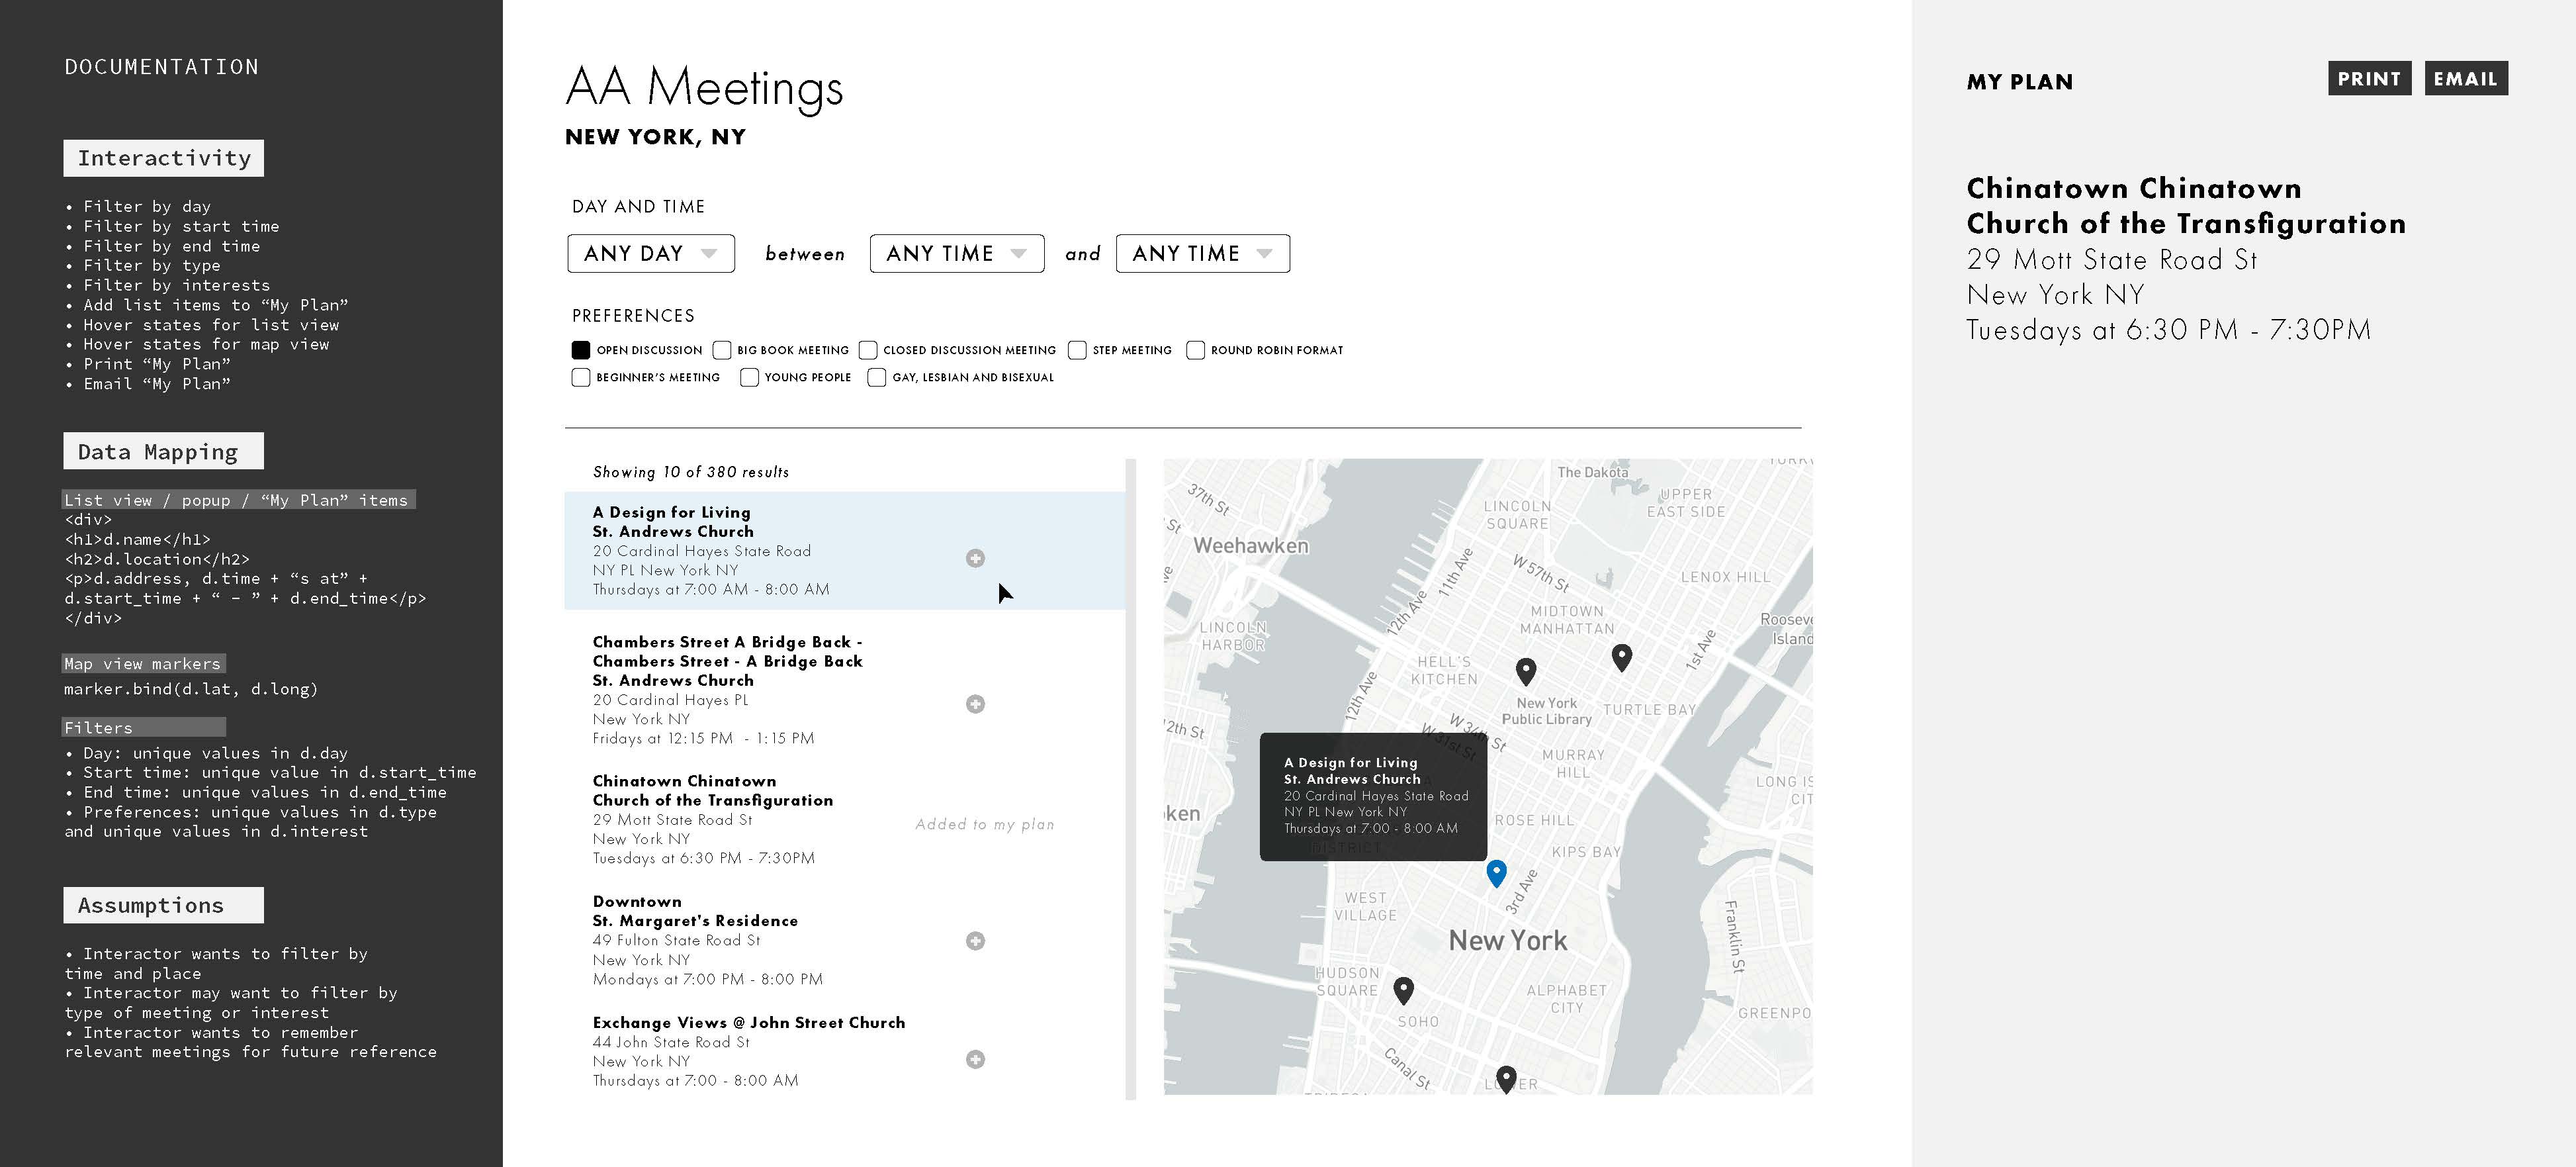 DOCUMENTATION
Interactivity
• Filter by day
• Filter by start time
• Filter by end time
• Filter by type
• Filter by interests
• Add list items to “My Plan”
• Hover states for list view
• Hover states for map view
• Print “My Plan”
• Email “My Plan”
Data Mapping
List view / popup / “My Plan” items
<div>
<h1>d.name</h1>
<h2>d.location</h2>
<p>d.address, d.time + “s at” +
d.start_time + “ – ” + d.end_time</p>
</div>
Map view markers
marker.bind(d.lat, d.long)
Filters
• Day: unique values in d.day
• Start time: unique value in d.start_time
• End time: unique values in d.end_time
• Preferences: unique values in d.type
and unique values in d.interest
Assumptions
• Interactor wants to filter by
time and place
• Interactor may want to filter by
type of meeting or interest
• Interactor wants to remember
relevant meetings for future reference
AA Meetings
NEW YORK, NY
DAY AND TIME
ANY DAY between ANY TIME and ANY TIME
PREFERENCES
OPEN DISCUSSION BIG BOOK MEETING CLOSED DISCUSSION MEETING STEP MEETING ROUND ROBIN FORMAT
BEGINNER'S MEETING YOUNG PEOPLE GAY, LESBIAN AND BISEXUAL
Showing 10 of 380 results
A Design for Living
St. Andrews Church
20 Cardinal Hayes State Road
NY PL New York NY
Thursdays at 7:00 AM - 8:00 AM
Chambers Street A Bridge Back -
Chambers Street - A Bridge Back
St. Andrews Church
20 Cardinal Hayes PL
New York NY
Fridays at 12:15 PM - 1:15 PM
Chinatown Chinatown
Church of the Transfiguration
29 Mott State Road St
New York NY
Tuesdays at 6:30 PM - 7:30PM
Added to my plan
Downtown
St. Margaret's Residence
49 Fulton State Road St
New York NY
Mondays at 7:00 PM - 8:00 PM
Exchange Views @ John Street Church
44 John State Road St
New York NY
Thursdays at 7:00 - 8:00 AM
The Dakota
37th St
LINCOLN
SQUARE
UPPER
EAST SIDE
St
Weehawken
11th Ave
W 57th St
LENOX HILL
12th Ave
MIDTOWN
MANHATTAN
LINCOLN
HARBOR
Rooseve
Island
1st Ave
HELL'S
KITCHEN
12th Ave
New York
Public Library
TURTLE BAY
12th St
W 34th St
W 31st St
MURRAY
HILL
A Design for Living
St. Andrews Church
20 Cardinal Hayes State Road
NY PL New York NY
Thursdays at 7:00 - 8:00 AM
DISTRICT
LONG IS
CIT
ken
ROSE HILL
KIPS BAY
3rd Ave
WEST
VILLAGE
Franklin St
New York
HUDSON
SQUARE
ALPHABET
CITY
SOHO
GREENPO
Canal St
MY PLAN
PRINT
EMAIL
Chinatown Chinatown
Church of the Transfiguration
29 Mott State Road St
New York NY
Tuesdays at 6:30 PM - 7:30PM